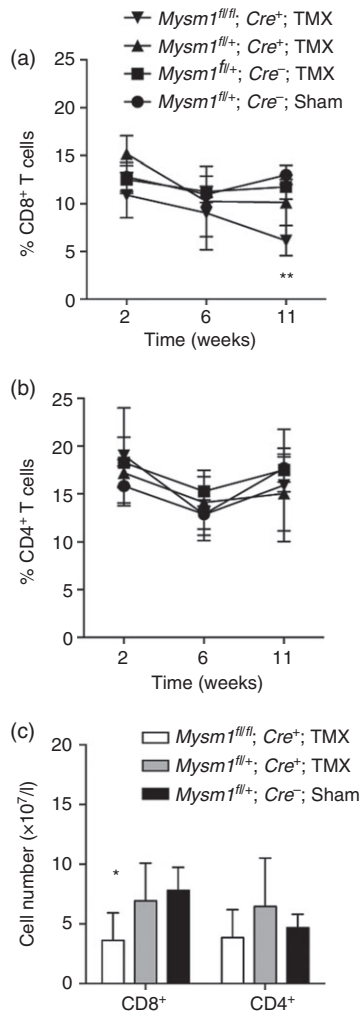 Mysm1fl/fl; Cre+; TMX
(a)
Mysm1fl/+; Cre+; TMX
Mysm1fl/+; Cre−; TMX
Mysm1fl/+; Cre−; Sham
% CD8+ T cells
25
20
15
10
5
0
**
2 6 11
Time (weeks)
(b)
% CD4+ T cells
25
20
15
10
5
0
2 6 11
Time (weeks)
(c)
Mysm1fl/fl; Cre+; TMX
Mysm1fl/+; Cre+; TMX
Mysm1fl/+; Cre−; Sham
Cell number (×10⁷/l)
20
15
10
5
0
*
CD8+ CD4+